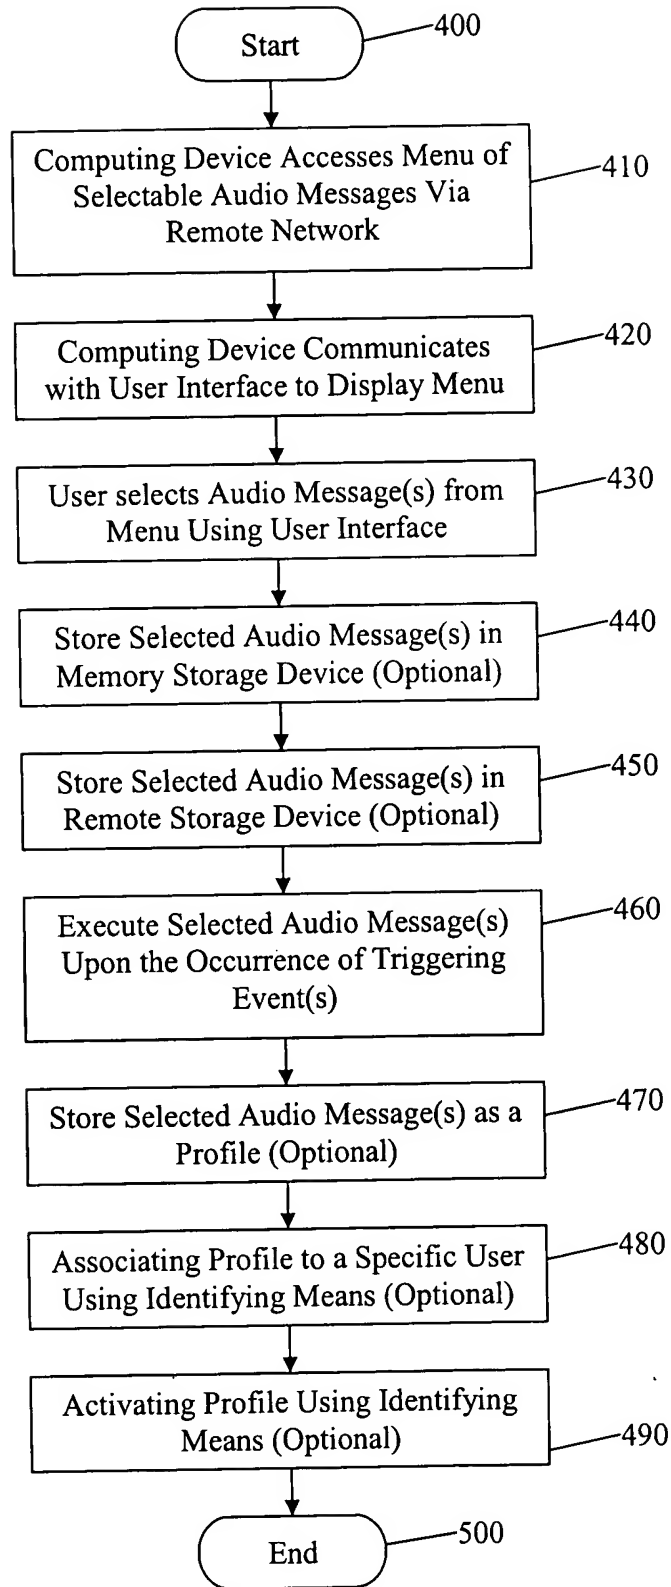 Start
400
Computing Device Accesses Menu of
Selectable Audio Messages Via
Remote Network
410
Computing Device Communicates
with User Interface to Display Menu
420
User selects Audio Message(s) from
Menu Using User Interface
430
Store Selected Audio Message(s) in
Memory Storage Device (Optional)
440
Store Selected Audio Message(s) in
Remote Storage Device (Optional)
450
Execute Selected Audio Message(s)
Upon the Occurrence of Triggering
Event(s)
460
Store Selected Audio Message(s) as a
Profile (Optional)
470
Associating Profile to a Specific User
Using Identifying Means (Optional)
480
Activating Profile Using Identifying
Means (Optional)
490
End
500